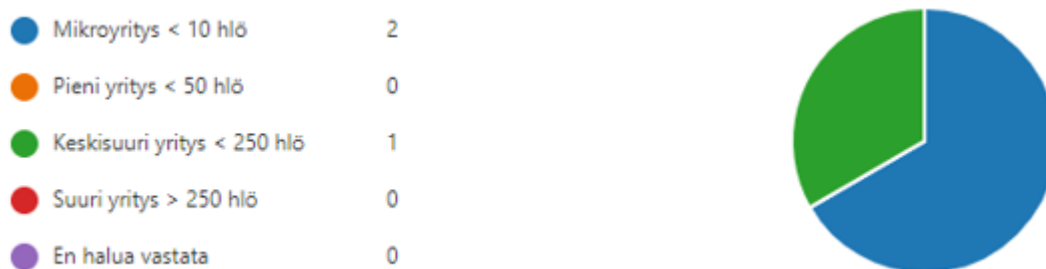 Mikroyritys < 10 hlö 2
Pieni yritys < 50 hlö 0
Keskisuuri yritys < 250 hlö 1
Suuri yritys > 250 hlö 0
En halua vastata 0